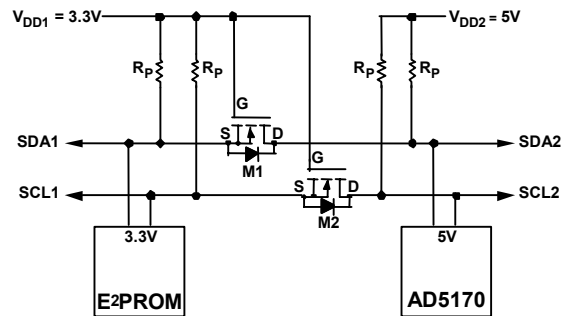 VDD1 = 3.3V
VDD2 = 5V
RP
RP
RP
RP
G
S
D
M1
SDA1
SDA2
G
S
D
M2
SCL1
SCL2
3.3V
E2PROM
5V
AD5170